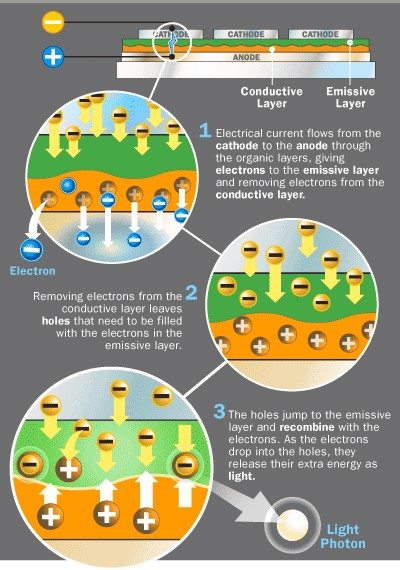 CATHODE CATHODE CATHODE
ANODE
Conductive Emissive
Layer Layer
1 Electrical current flows from the
cathode to the anode through
the organic layers, giving
electrons to the emissive layer
and removing electrons from the
conductive layer.
Electron
2
Removing electrons from the
conductive layer leaves
holes that need to be filled
with the electrons in the
emissive layer.
3 The holes jump to the emissive
layer and recombine with the
electrons. As the electrons
drop into the holes, they
release their extra energy as
light.
Light
Photon